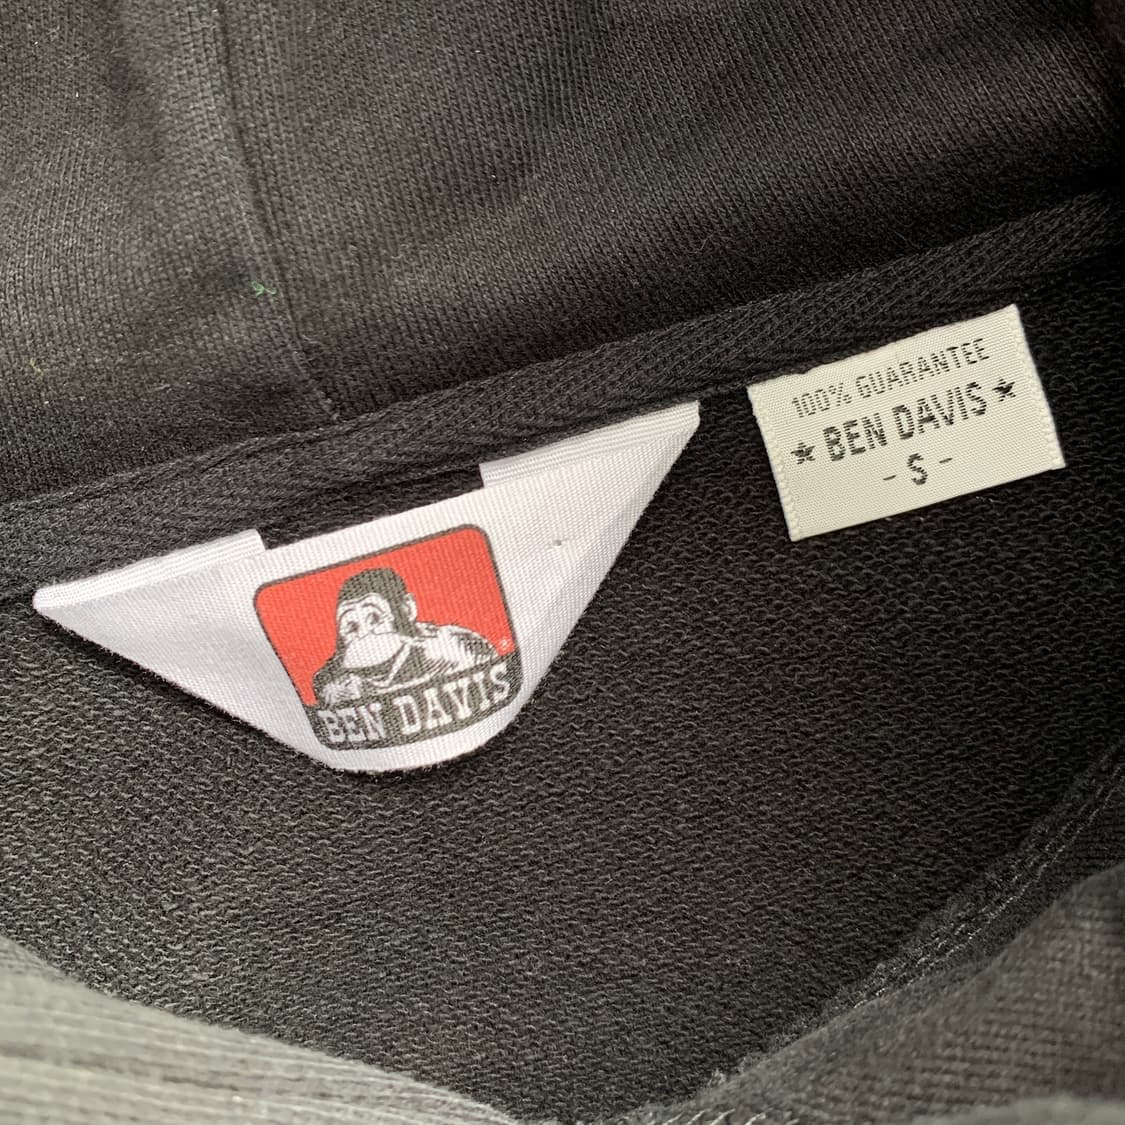 BEN DAVIS
®
100% GUARANTEE
★ BEN DAVIS ★
- S -